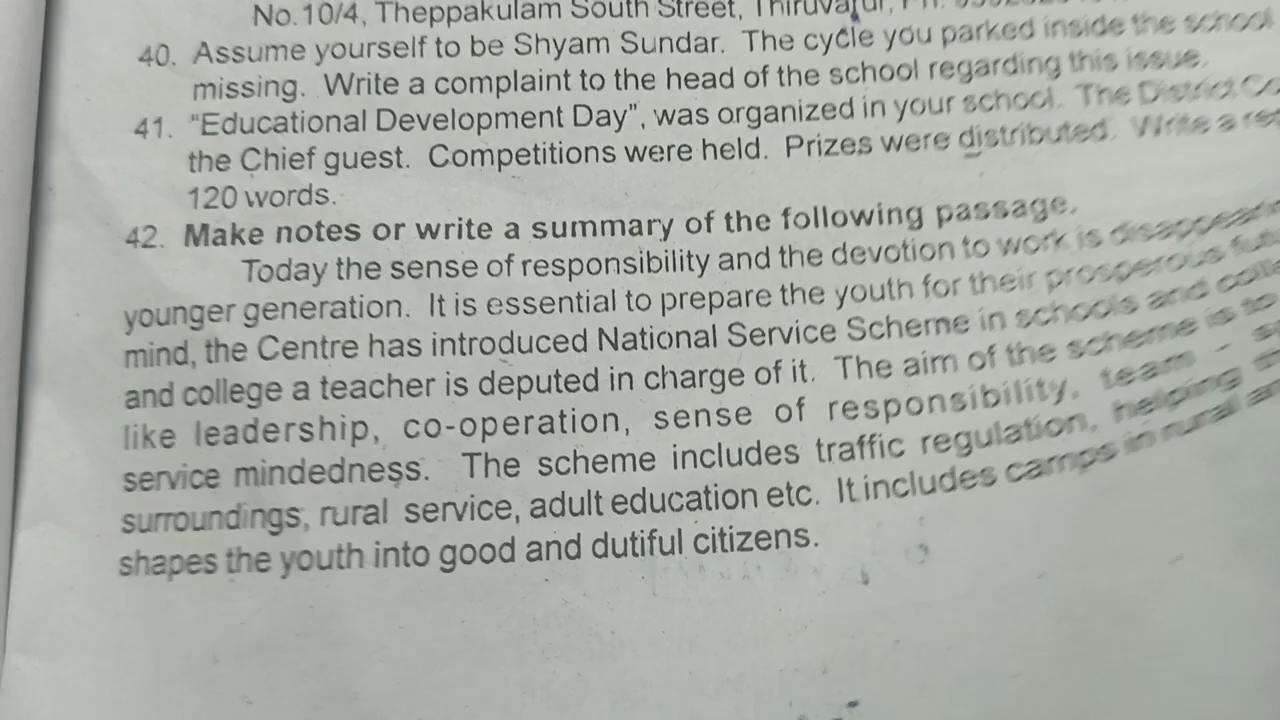 No. 10/4, Theppakulam South Street,
40. Assume yourself to be Shyam Sundar. The cycle you parked inside the school
missing. Write a complaint to the head of the school regarding this issue.
41. "Educational Development Day", was organized in your school. The District
the Chief guest. Competitions were held. Prizes were distributed. Write a
120 words.
42. Make notes or write a summary of the following passage.
Today the sense of responsibility and the devotion to work is
younger generation. It is essential to prepare the youth for their prosperous
mind, the Centre has introduced National Service Scheme in schools and
and college a teacher is deputed in charge of it. The aim of the scheme is to
like leadership, co-operation, sense of responsibility, team -
service mindedness. The scheme includes traffic regulation, helping
surroundings, rural service, adult education etc. It includes camps in rural
shapes the youth into good and dutiful citizens.